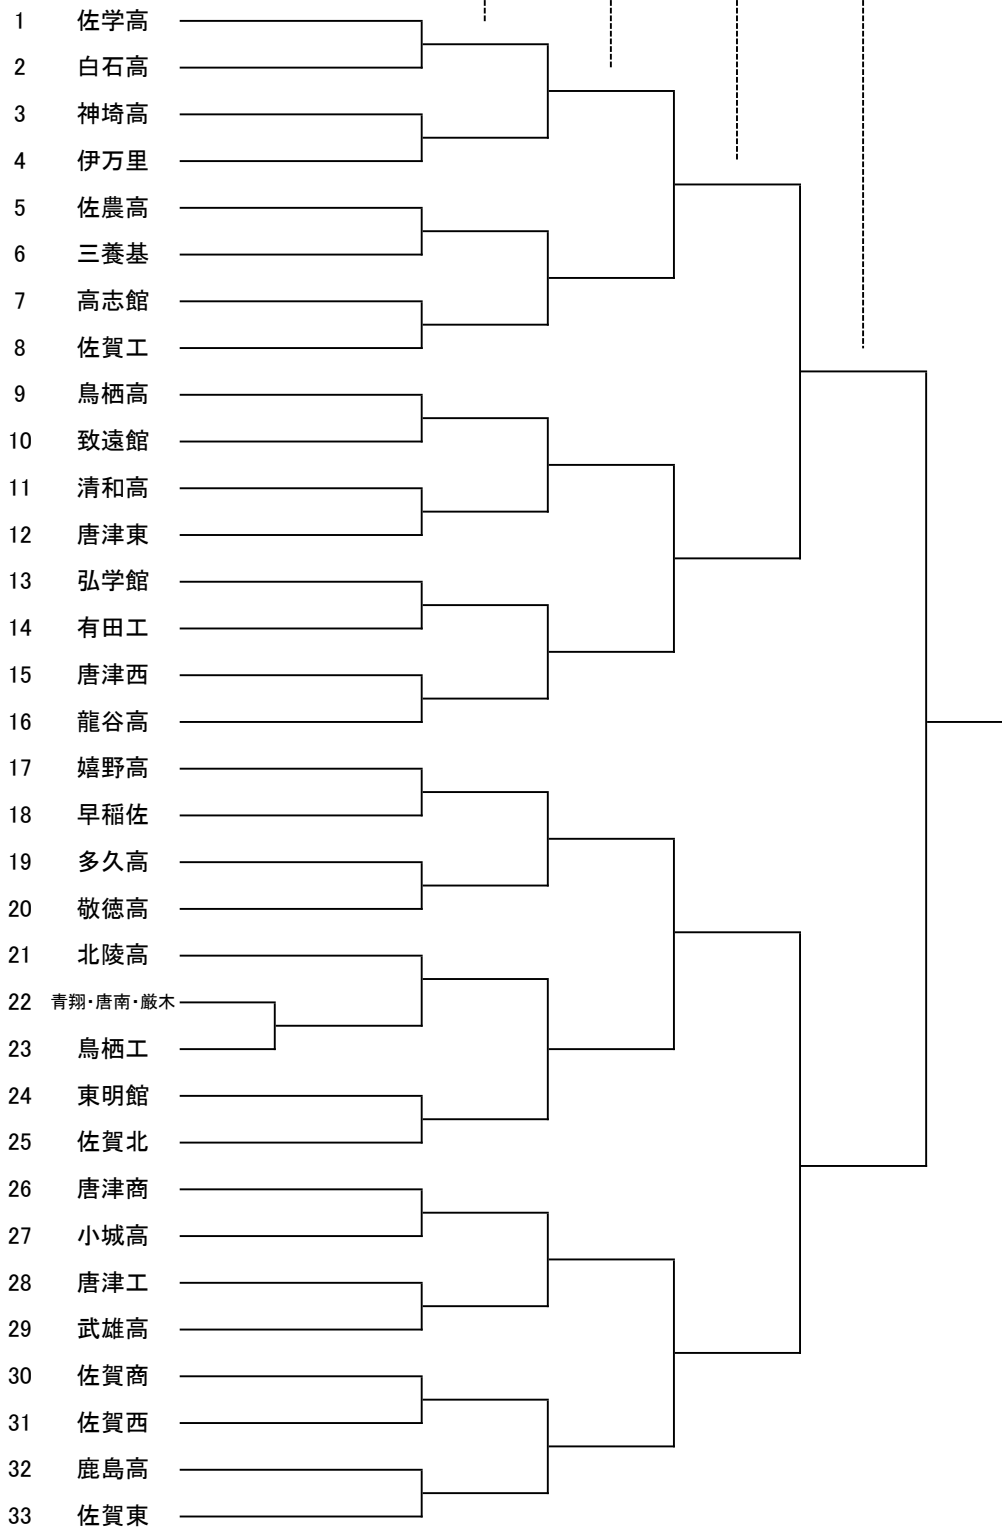 1 佐学高
2 白石高
3 神埼高
4 伊万里
5 佐農高
6 三養基
7 高志館
8 佐賀工
9 鳥栖高
10 致遠館
11 清和高
12 唐津東
13 弘学館
14 有田工
15 唐津西
16 龍谷高
17 嬉野高
18 早稲佐
19 多久高
20 敬徳高
21 北陵高
22 青翔・唐南・厳木
23 鳥栖工
24 東明館
25 佐賀北
26 唐津商
27 小城高
28 唐津工
29 武雄高
30 佐賀商
31 佐賀西
32 鹿島高
33 佐賀東